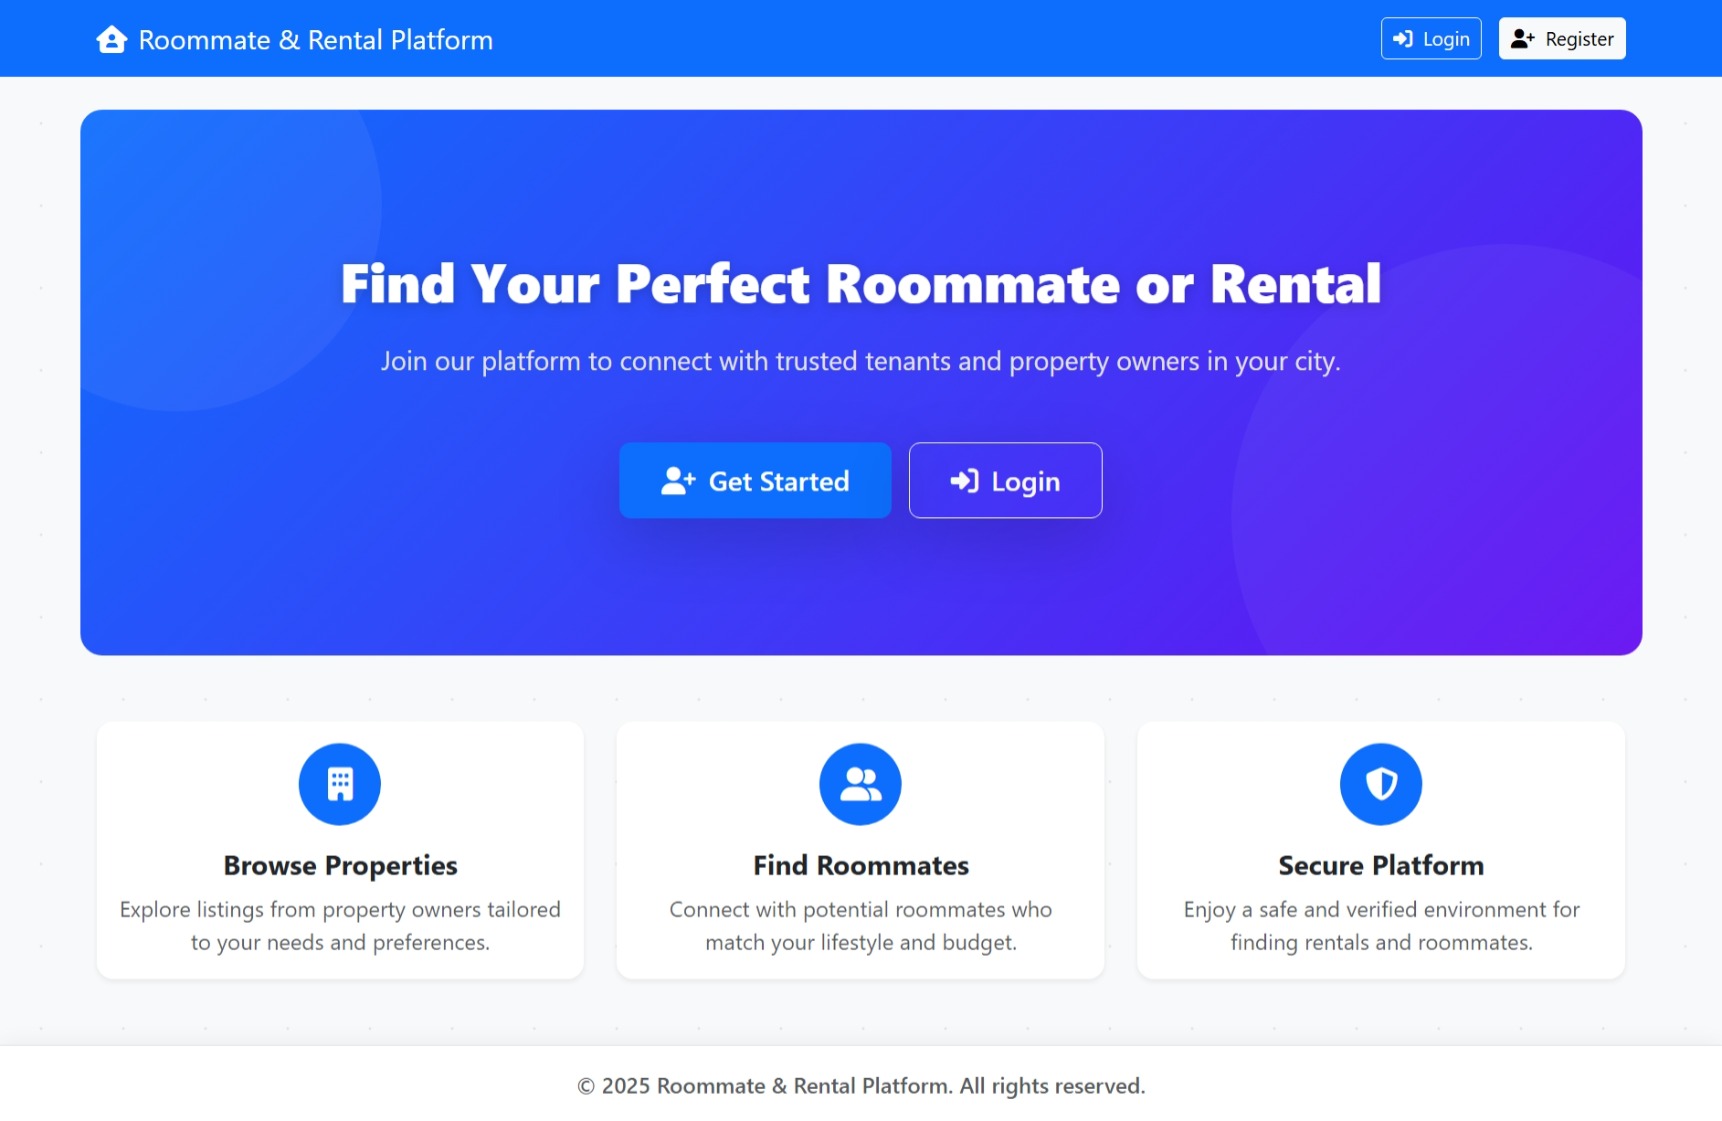 Roommate & Rental Platform
Login
Register
Find Your Perfect Roommate or Rental
Join our platform to connect with trusted tenants and property owners in your city.
Get Started
Login
Browse Properties
Explore listings from property owners tailored
to your needs and preferences.
Find Roommates
Connect with potential roommates who
match your lifestyle and budget.
Secure Platform
Enjoy a safe and verified environment for
finding rentals and roommates.
© 2025 Roommate & Rental Platform. All rights reserved.